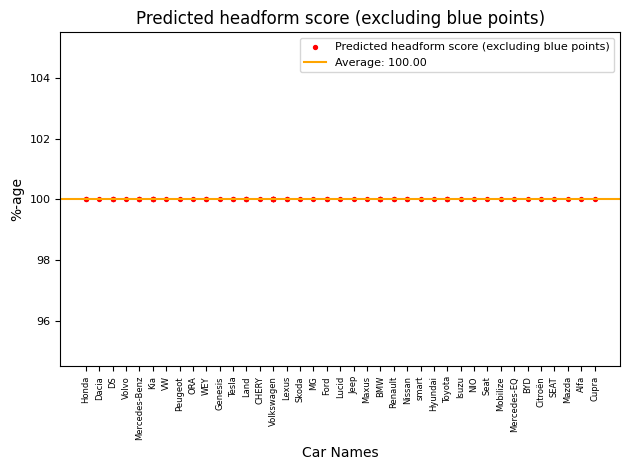 Predicted headform score (excluding blue points)
Predicted headform score (excluding blue points)
Average: 100.00
104
102
100
98
96
%-age
Honda
Dacia
DS
Volvo
Mercedes-Benz
Kia
VW
Peugeot
ORA
WEY
Genesis
Tesla
Land
CHERY
Volkswagen
Lexus
Skoda
MG
Ford
Lucid
Jeep
Maxus
BMW
Renault
Nissan
smart
Hyundai
Toyota
Isuzu
NIO
Seat
Mobilize
Mercedes-EQ
BYD
Citroën
SEAT
Mazda
Alfa
Cupra
Car Names